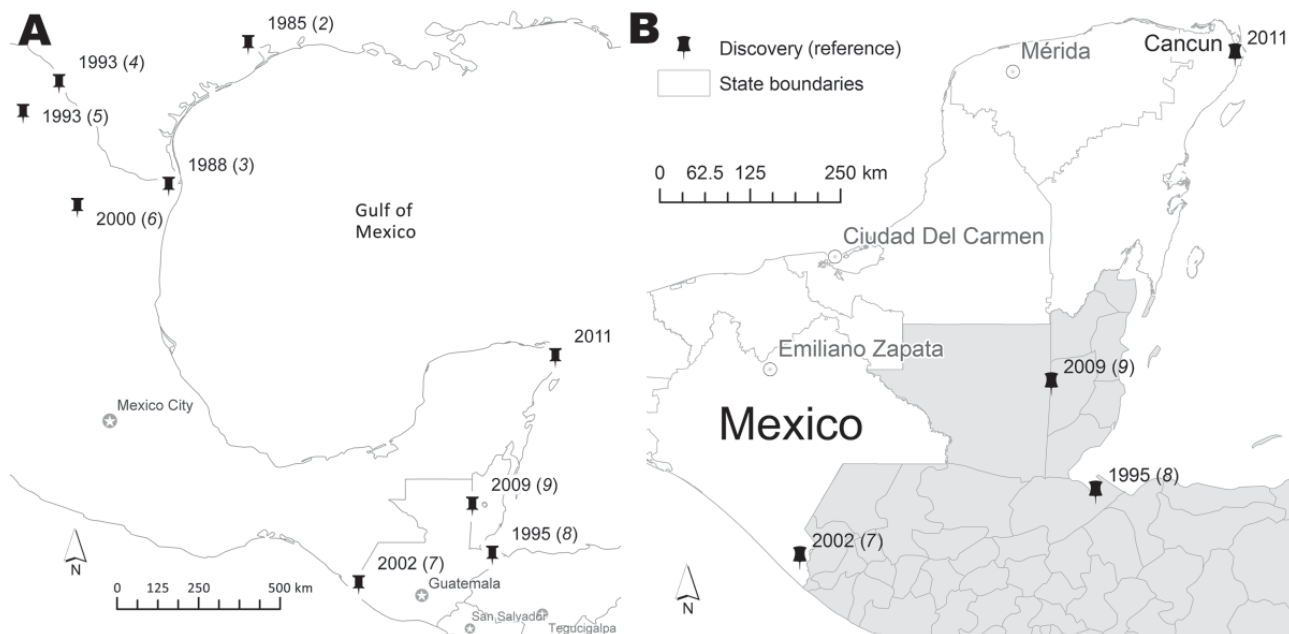 A
1985 (2)
1993 (4)
1993 (5)
1988 (3)
2000 (6)
Gulf of
Mexico
2011
Mexico City
2009 (9)
1995 (8)
2002 (7)
Guatemala
San Salvador
Tegucigalpa
N
0 125 250 500 km
B
Discovery (reference)
State boundaries
Cancun
2011
Mérida
0 62.5 125 250 km
Ciudad Del Carmen
Emiliano Zapata
2009 (9)
Mexico
1995 (8)
2002 (7)
N